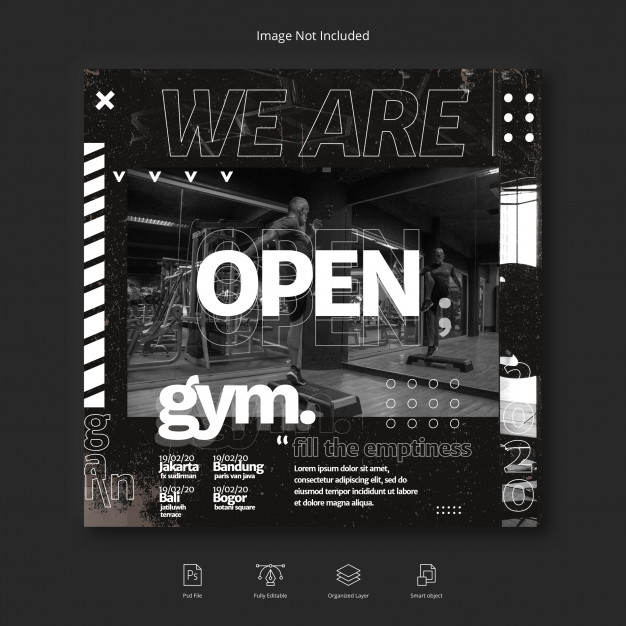 Image Not Included
WE ARE
OPEN
gym.
fill the emptiness
19/02/20
Jakarta
fx sudirman
19/02/20
Bandung
paris van java
19/02/20
Bali
jatiluwih
terrace
19/02/20
Bogor
botani square
“
Lorem ipsum dolor sit amet,
consectetur adipiscing elit, sed do
eiusmod incididunt ut labore
et dolore magna aliqua.
2020
Psd File
Fully Editable
Organized Layer
Smart object
Ps